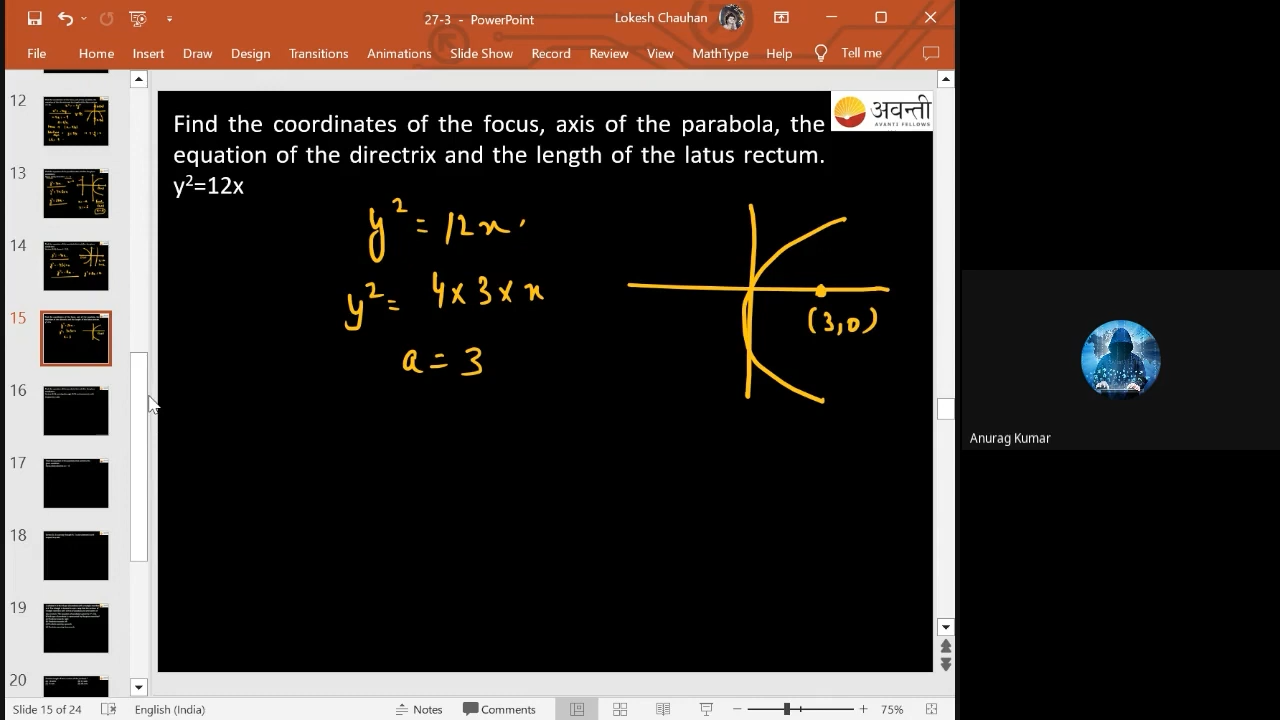 27-3 - PowerPoint
Lokesh Chauhan
File Home Insert Draw Design Transitions Animations Slide Show Record Review View MathType Help Tell me
अवन्ती
AVANTI FELLOWS
Find the coordinates of the focus, axis of the parabola, the
equation of the directrix and the length of the latus rectum.
y²=12x
y² = 12x
y² = 4 x 3 x x
a = 3
(3,0)
12
13
14
15
16
17
18
19
20
Anurag Kumar
Slide 15 of 24 English (India) Notes Comments 75%